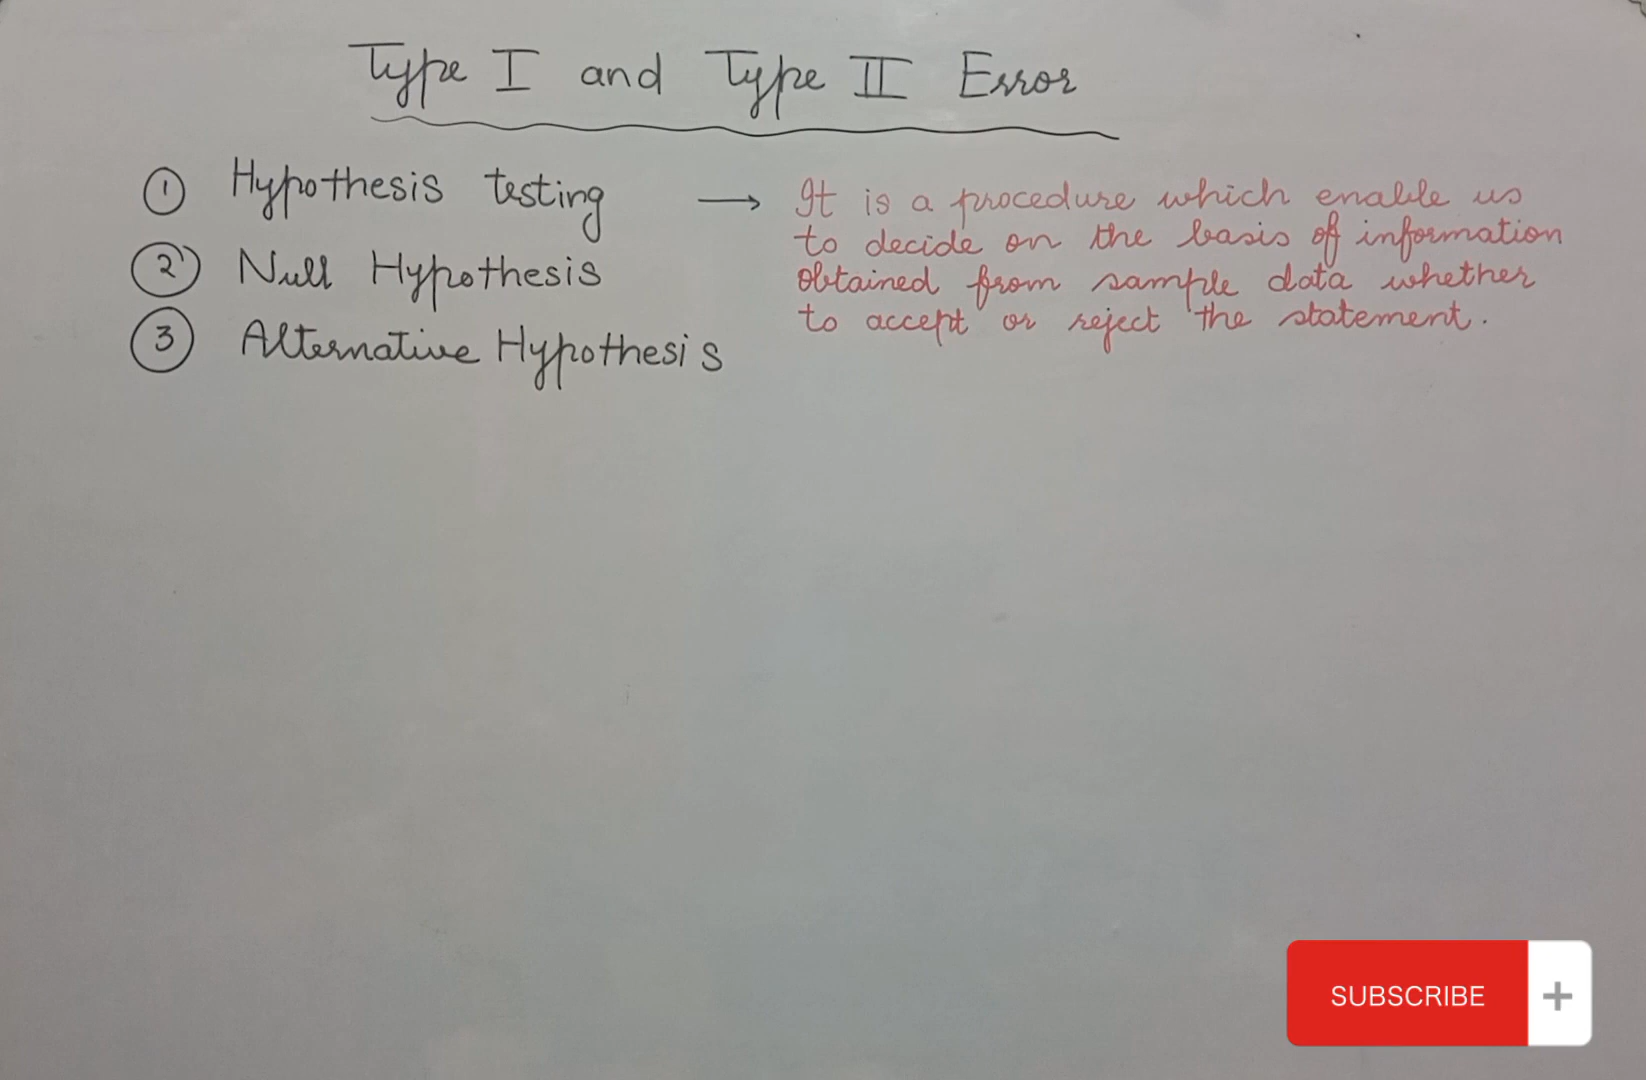 Type I and Type II Error
① Hypothesis testing → It is a procedure which enable us
to decide on the basis of information
obtained from sample data whether
to accept or reject the statement.
② Null Hypothesis
③ Alternative Hypothesis
SUBSCRIBE +